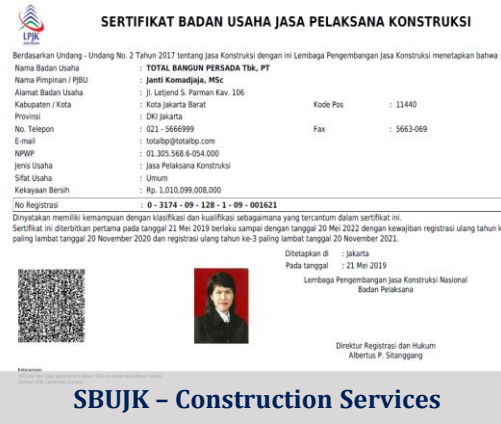 LPJK
SERTIFIKAT BADAN USAHA JASA PELAKSANA KONSTRUKSI
Berdasarkan Undang - Undang No. 2 Tahun 2017 tentang Jasa Konstruksi dengan ini Lembaga Pengembangan Jasa Konstruksi menetapkan bahwa :
Nama Badan Usaha : TOTAL BANGUN PERSADA Tbk, PT
Nama Pimpinan / PJBU : Janti Komadjaja, MSc
Alamat Badan Usaha : Jl. Letjend S. Parman Kav. 106
Kabupaten / Kota : Kota Jakarta Barat Kode Pos : 11440
Provinsi : DKI Jakarta
No. Telepon : 021 - 5666999 Fax : 5663-069
E-mail : totalbp@totalbp.com
NPWP : 01.305.568.6-054.000
Jenis Usaha : Jasa Pelaksana Konstruksi
Sifat Usaha : Umum
Kekayaan Bersih : Rp. 1,010,099,008,000
No Registrasi : 0 - 3174 - 09 - 128 - 1 - 09 - 001621
Dinyatakan memiliki kemampuan dengan klasifikasi dan kualifikasi sebagaimana yang tercantum dalam sertifikat ini.
Sertifikat ini diterbitkan pertama pada tanggal 21 Mei 2019 berlaku sampai dengan tanggal 20 Mei 2022 dengan kewajiban registrasi ulang tahun k
paling lambat tanggal 20 November 2020 dan registrasi ulang tahun ke-3 paling lambat tanggal 20 November 2021.
Ditetapkan di : Jakarta
Pada tanggal : 21 Mei 2019
Lembaga Pengembangan Jasa Konstruksi Nasional
Badan Pelaksana
Direktur Registrasi dan Hukum
Albertus P. Sitanggang
SBUJK – Construction Services